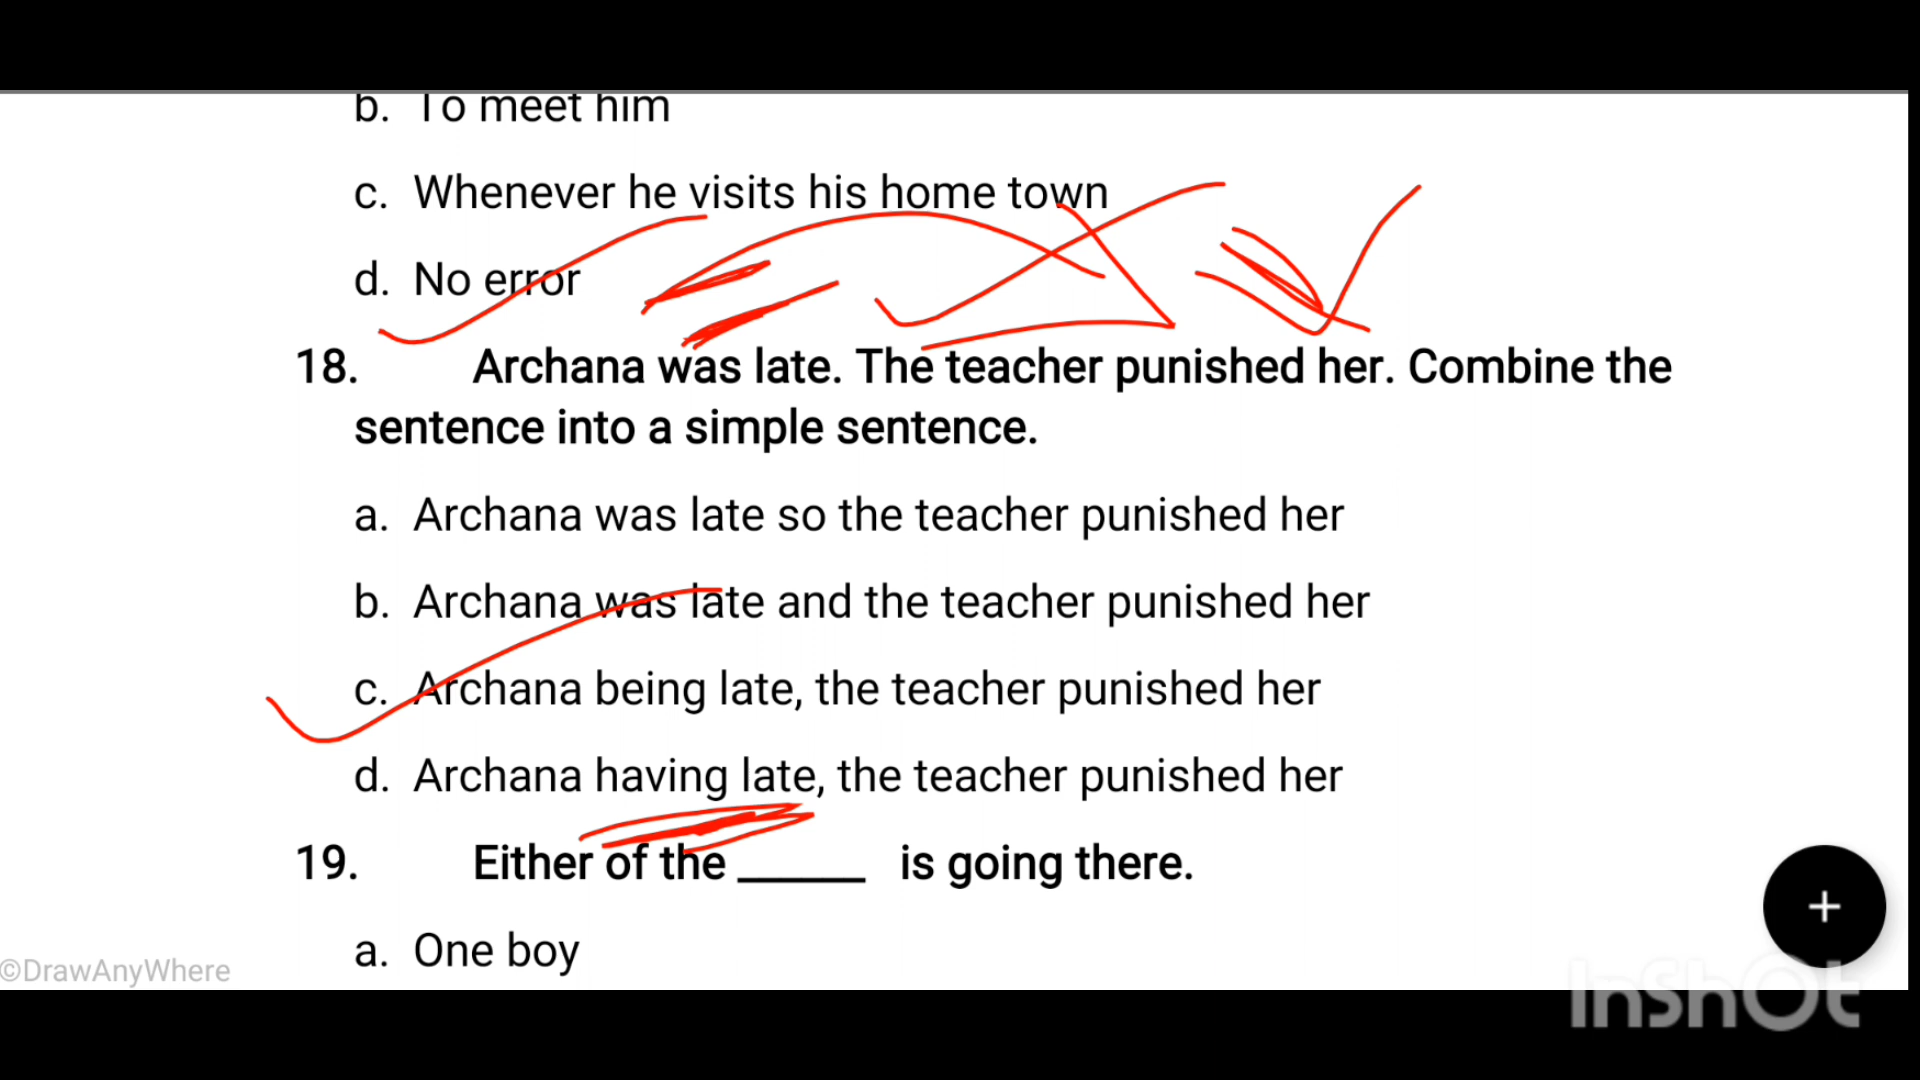 b. To meet him
c. Whenever he visits his home town
d. No error
18. Archana was late. The teacher punished her. Combine the
sentence into a simple sentence.
a. Archana was late so the teacher punished her
b. Archana was late and the teacher punished her
c. Archana being late, the teacher punished her
d. Archana having late, the teacher punished her
19. Either of the ______ is going there.
a. One boy
+
©DrawAnyWhere
InShOt